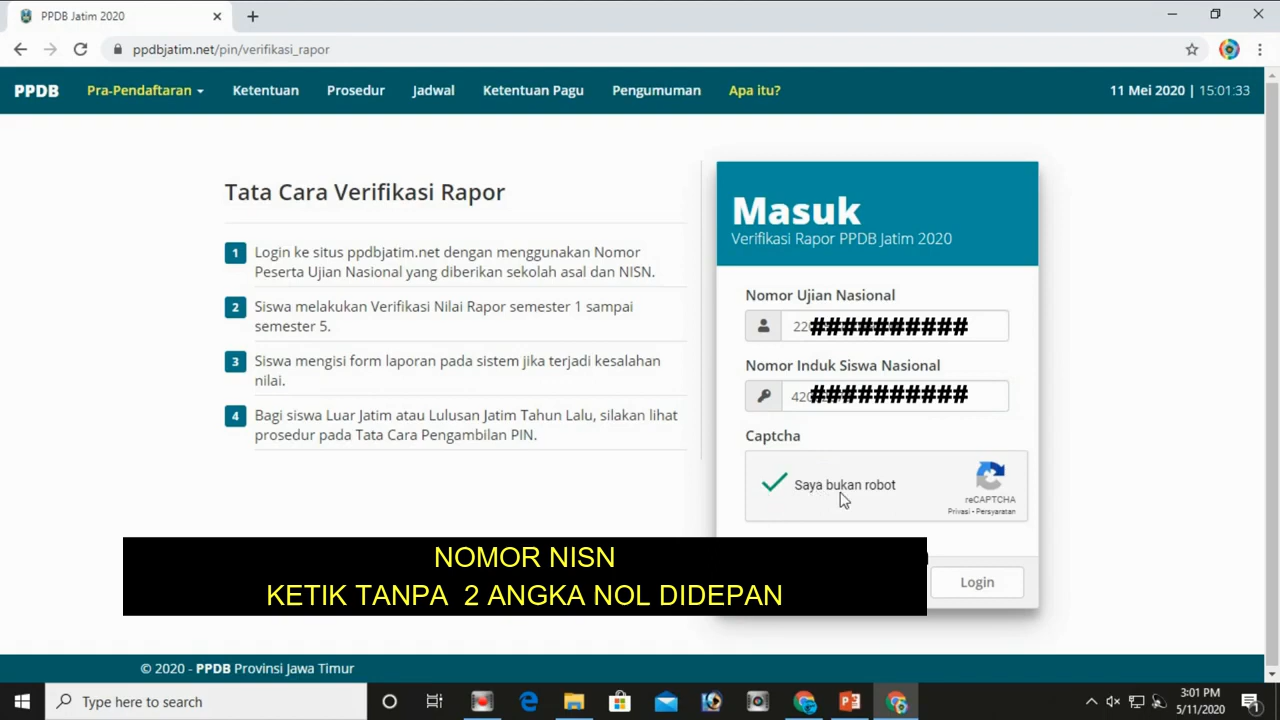 PPDB Jatim 2020
ppdbjatim.net/pin/verifikasi_rapor
PPDB Pra-Pendaftaran Ketentuan Prosedur Jadwal Ketentuan Pagu Pengumuman Apa itu? 11 Mei 2020 | 15:01:33
Tata Cara Verifikasi Rapor
1 Login ke situs ppdbjatim.net dengan menggunakan Nomor
Peserta Ujian Nasional yang diberikan sekolah asal dan NISN.
2 Siswa melakukan Verifikasi Nilai Rapor semester 1 sampai
semester 5.
3 Siswa mengisi form laporan pada sistem jika terjadi kesalahan
nilai.
4 Bagi siswa Luar Jatim atau Lulusan Jatim Tahun Lalu, silakan lihat
prosedur pada Tata Cara Pengambilan PIN.
Masuk
Verifikasi Rapor PPDB Jatim 2020
Nomor Ujian Nasional
22##########
Nomor Induk Siswa Nasional
42##########
Captcha
Saya bukan robot
reCAPTCHA
Privasi - Persyaratan
Login
NOMOR NISN
KETIK TANPA 2 ANGKA NOL DIDEPAN
© 2020 - PPDB Provinsi Jawa Timur
Type here to search
3:01 PM
5/11/2020
1